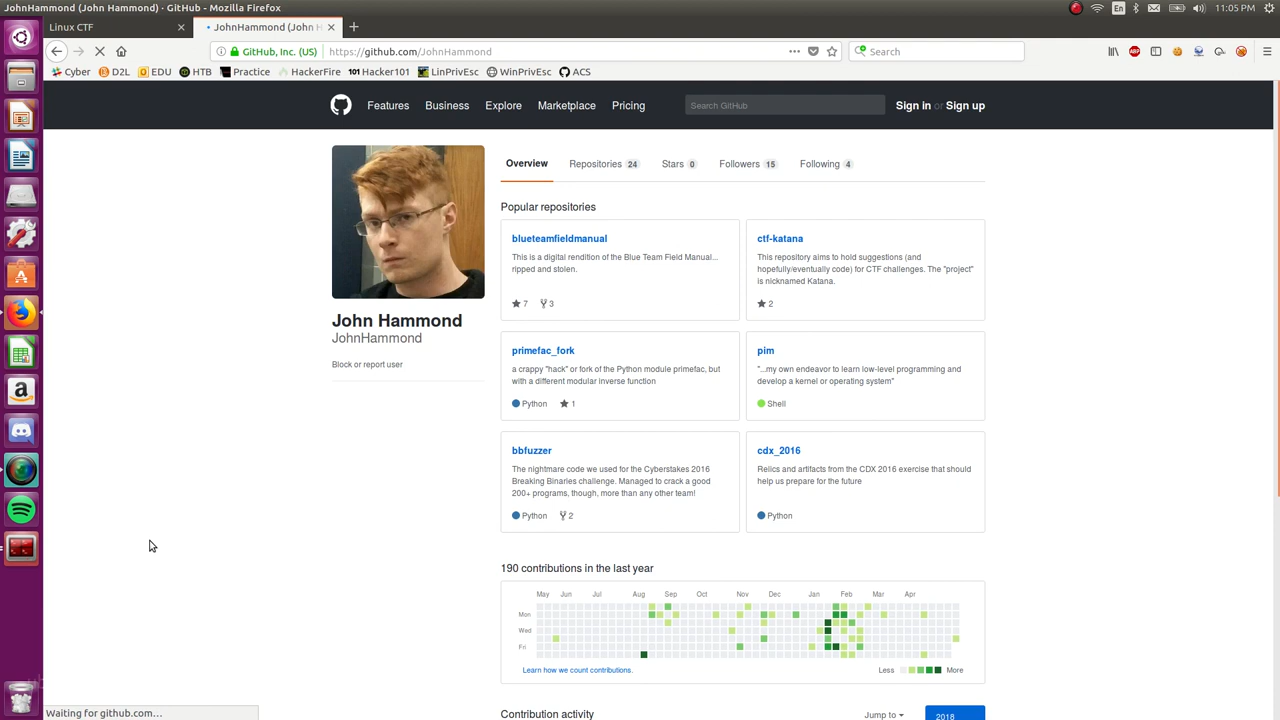 JohnHammond (John Hammond) · GitHub - Mozilla Firefox
En
11:05 PM
Linux CTF
JohnHammond (John H
GitHub, Inc. (US)
https://github.com/JohnHammond
Search
Cyber
D2L
EDU
HTB
Practice
HackerFire
101 Hacker101
LinPrivEsc
WinPrivEsc
ACS
Features
Business
Explore
Marketplace
Pricing
Search GitHub
Sign in or Sign up
Overview
Repositories 24
Stars 0
Followers 15
Following 4
John Hammond
JohnHammond
Block or report user
Popular repositories
blueteamfieldmanual
This is a digital rendition of the Blue Team Field Manual...
ripped and stolen.
7
3
ctf-katana
This repository aims to hold suggestions (and
hopefully/eventually code) for CTF challenges. The "project"
is nicknamed Katana.
2
primefac_fork
a crappy "hack" or fork of the Python module primefac, but
with a different modular inverse function
Python
1
pim
"...my own endeavor to learn low-level programming and
develop a kernel or operating system"
Shell
bbfuzzer
The nightmare code we used for the Cyberstakes 2016
Breaking Binaries challenge. Managed to crack a good
200+ programs, though, more than any other team!
Python
2
cdx_2016
Relics and artifacts from the CDX 2016 exercise that should
help us prepare for the future
Python
190 contributions in the last year
May
Jun
Jul
Aug
Sep
Oct
Nov
Dec
Jan
Feb
Mar
Apr
Mon
Wed
Fri
Learn how we count contributions.
Less
More
Contribution activity
Jump to
2018
Waiting for github.com...